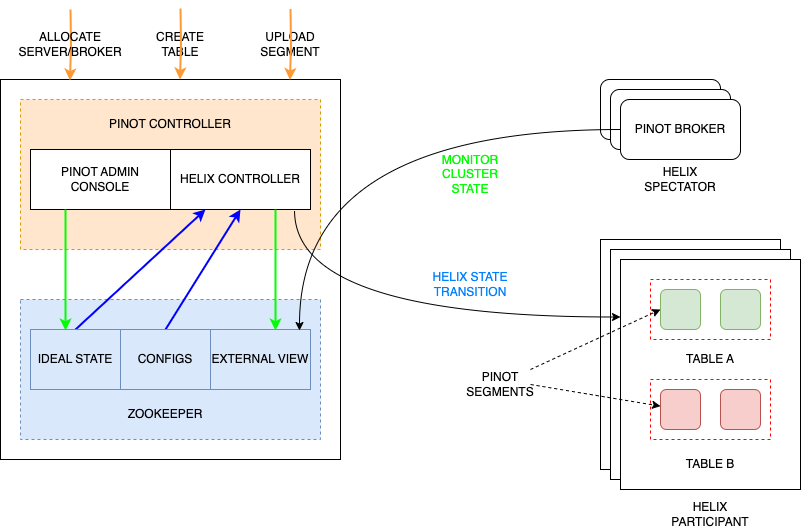 ALLOCATE
SERVER/BROKER
CREATE
TABLE
UPLOAD
SEGMENT
PINOT CONTROLLER
PINOT ADMIN
CONSOLE
HELIX CONTROLLER
IDEAL STATE
CONFIGS
EXTERNAL VIEW
ZOOKEEPER
MONITOR
CLUSTER
STATE
HELIX STATE
TRANSITION
PINOT BROKER
HELIX
SPECTATOR
PINOT
SEGMENTS
TABLE A
TABLE B
HELIX
PARTICIPANT